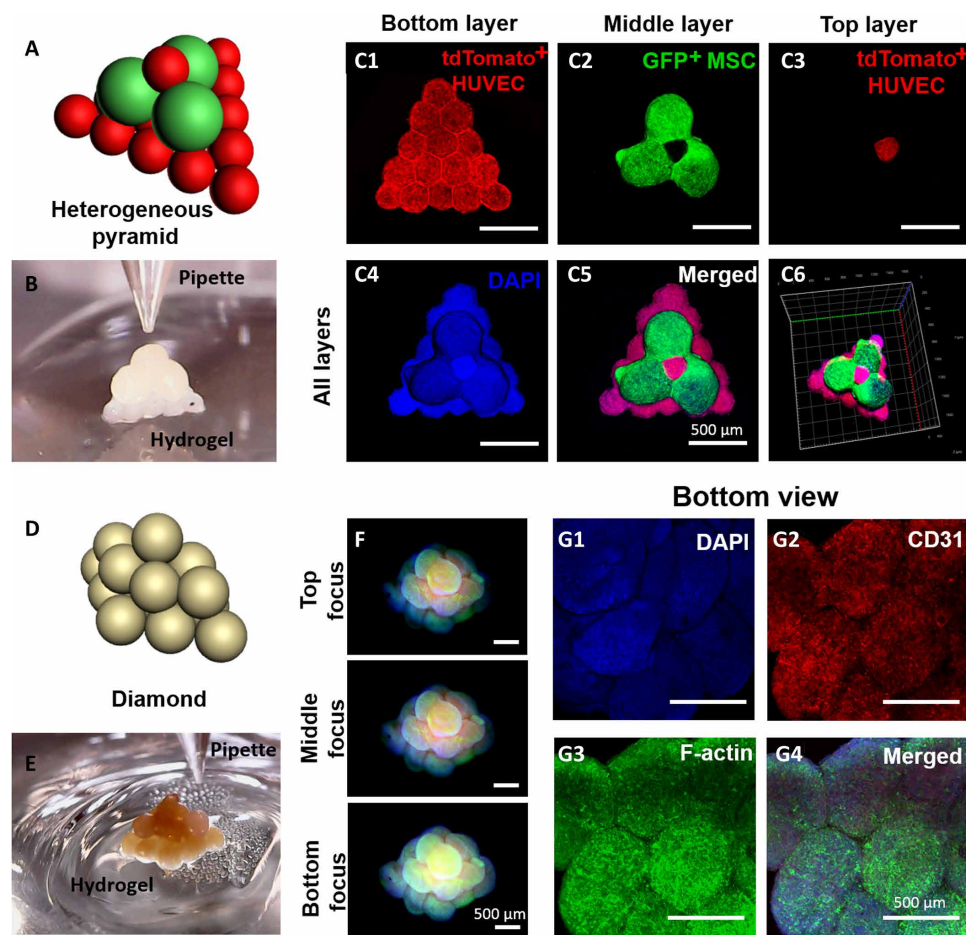 Bottom layer
Middle layer
Top layer
A
C1
tdTomato+
HUVEC
C2
GFP+ MSC
C3
tdTomato+
HUVEC
Heterogeneous
pyramid
B
Pipette
Hydrogel
All layers
C4
DAPI
C5
Merged
500 µm
C6
Bottom view
D
Diamond
E
Pipette
Hydrogel
F
Top
focus
Middle
focus
Bottom
focus
500 µm
G1
DAPI
G2
CD31
G3
F-actin
G4
Merged
500 µm